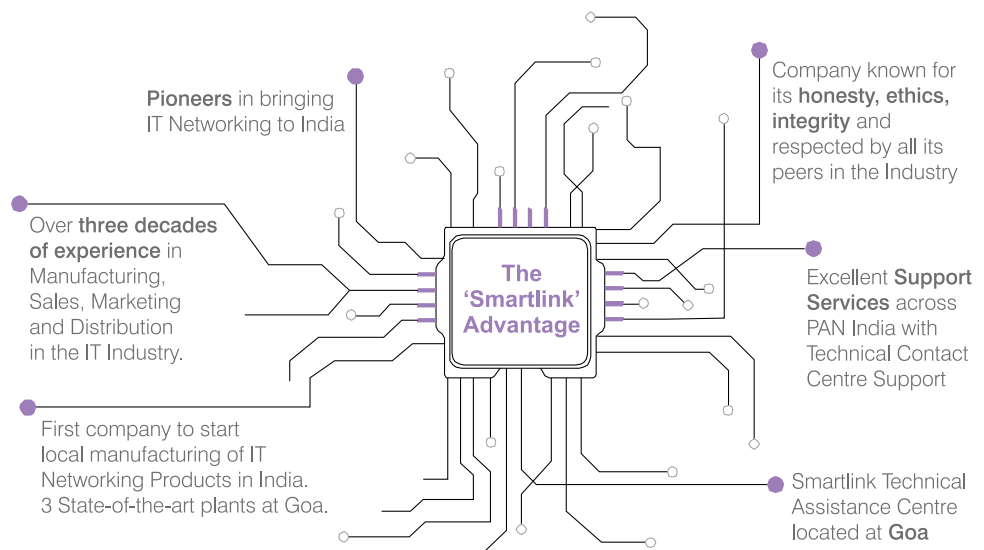 Pioneers in bringing
IT Networking to India
Over three decades
of experience in
Manufacturing,
Sales, Marketing
and Distribution
in the IT Industry.
First company to start
local manufacturing of IT
Networking Products in India.
3 State-of-the-art plants at Goa.
The
‘Smartlink’
Advantage
Company known for
its honesty, ethics,
integrity and
respected by all its
peers in the Industry
Excellent Support
Services across
PAN India with
Technical Contact
Centre Support
Smartlink Technical
Assistance Centre
located at Goa